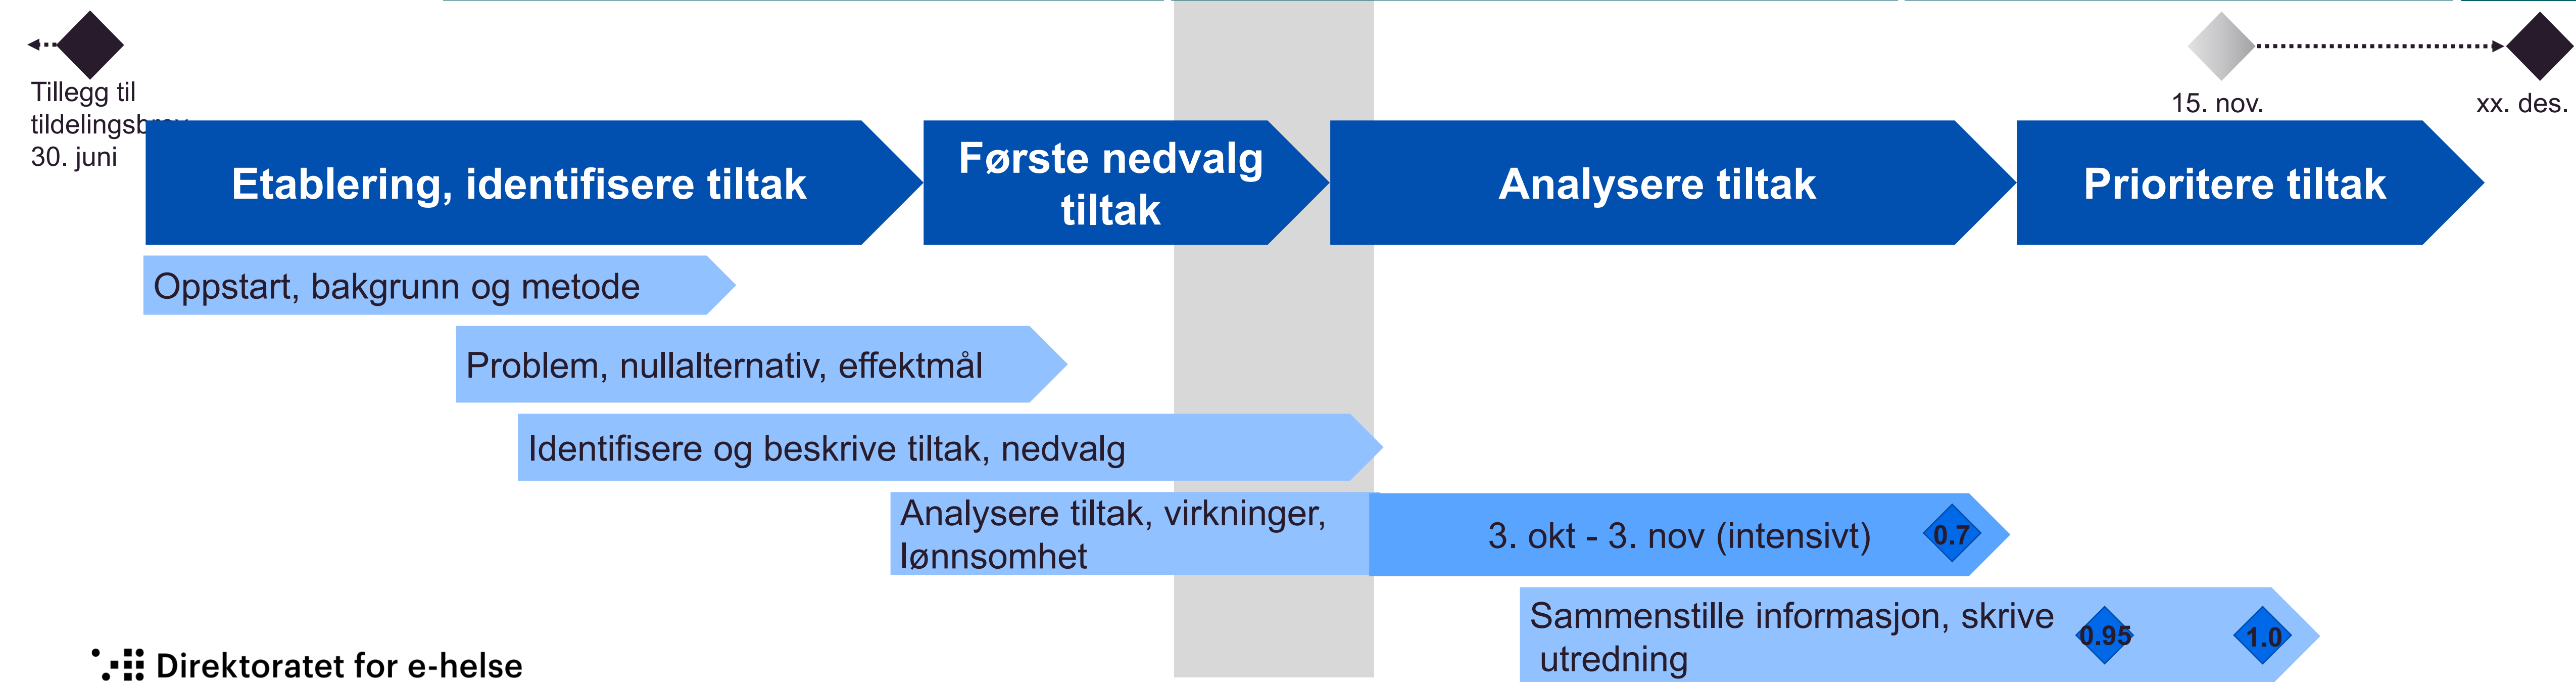 Tillegg til
tildelingsbrev
30. juni
15. nov.
xx. des.
Etablering, identifisere tiltak
Første nedvalg
tiltak
Analysere tiltak
Prioritere tiltak
Oppstart, bakgrunn og metode
Problem, nullalternativ, effektmål
Identifisere og beskrive tiltak, nedvalg
Analysere tiltak, virkninger,
lønnsomhet
3. okt - 3. nov (intensivt)
0.7
Sammenstille informasjon, skrive
utredning
0.95
1.0
Direktoratet for e-helse